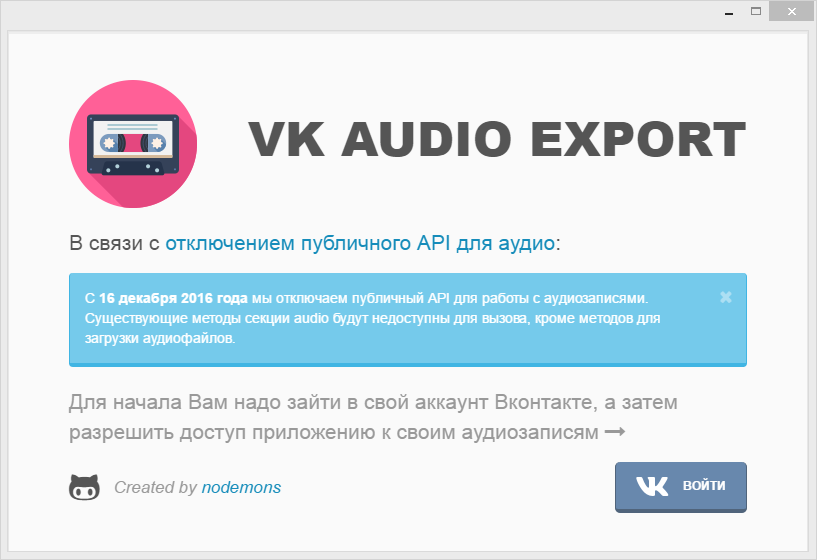 VK AUDIO EXPORT
В связи с отключением публичного API для аудио:
С 16 декабря 2016 года мы отключаем публичный API для работы с аудиозаписями.
Существующие методы секции audio будут недоступны для вызова, кроме методов для
загрузки аудиофайлов.
Для начала Вам надо зайти в свой аккаунт Вконтакте, а затем
разрешить доступ приложению к своим аудиозаписям
Created by nodemons
ВОЙТИ